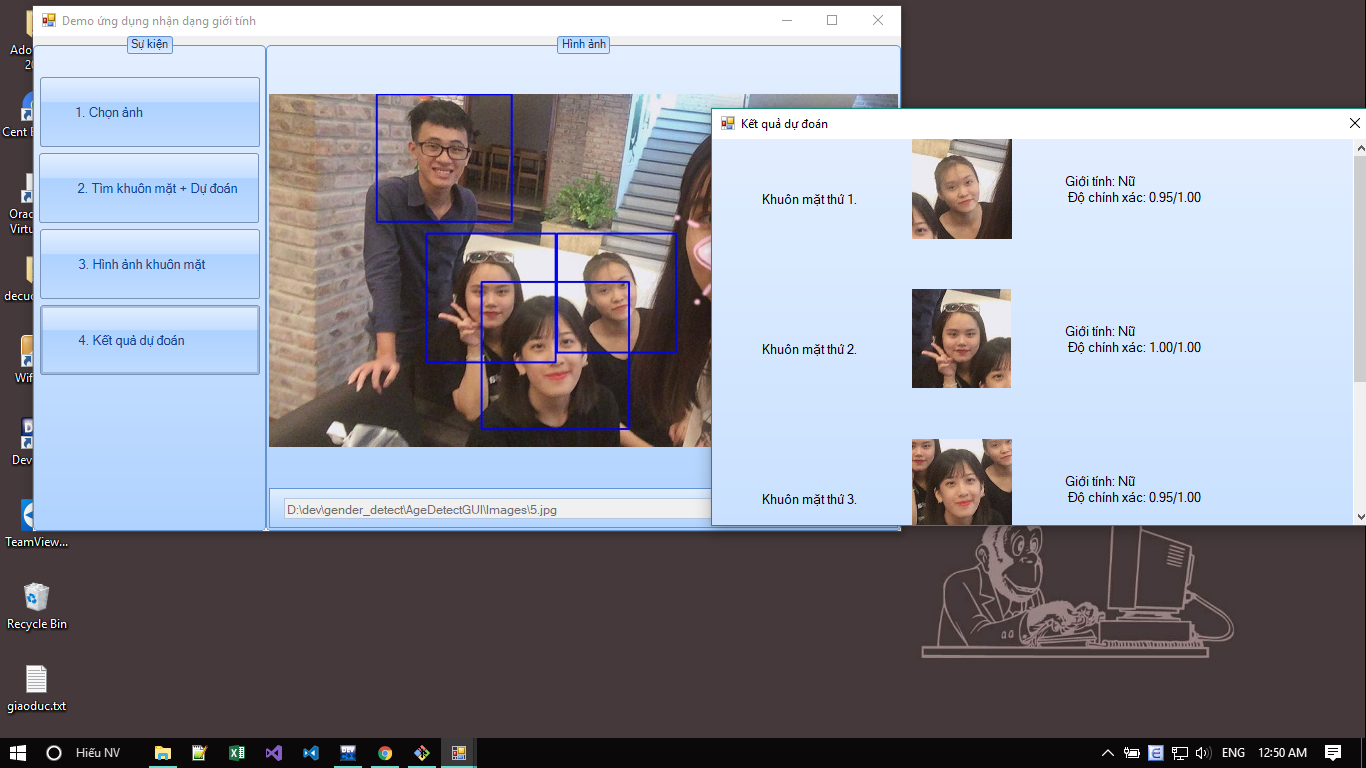 Demo ứng dụng nhận dạng giới tính
Sự kiện
Hình ảnh
1. Chọn ảnh
2. Tìm khuôn mặt + Dự đoán
3. Hình ảnh khuôn mặt
4. Kết quả dự đoán
D:\dev\gender_detect\AgeDetectGUI\Images\5.jpg
Kết quả dự đoán
Khuôn mặt thứ 1.
Giới tính: Nữ
Độ chính xác: 0.95/1.00
Khuôn mặt thứ 2.
Giới tính: Nữ
Độ chính xác: 1.00/1.00
Khuôn mặt thứ 3.
Giới tính: Nữ
Độ chính xác: 0.95/1.00
Ado
20
Cent B
Orac
Virtu
decuo
Wif
Dev
TeamView...
Recycle Bin
giaoduc.txt
Hiếu NV
DEV
ENG
12:50 AM